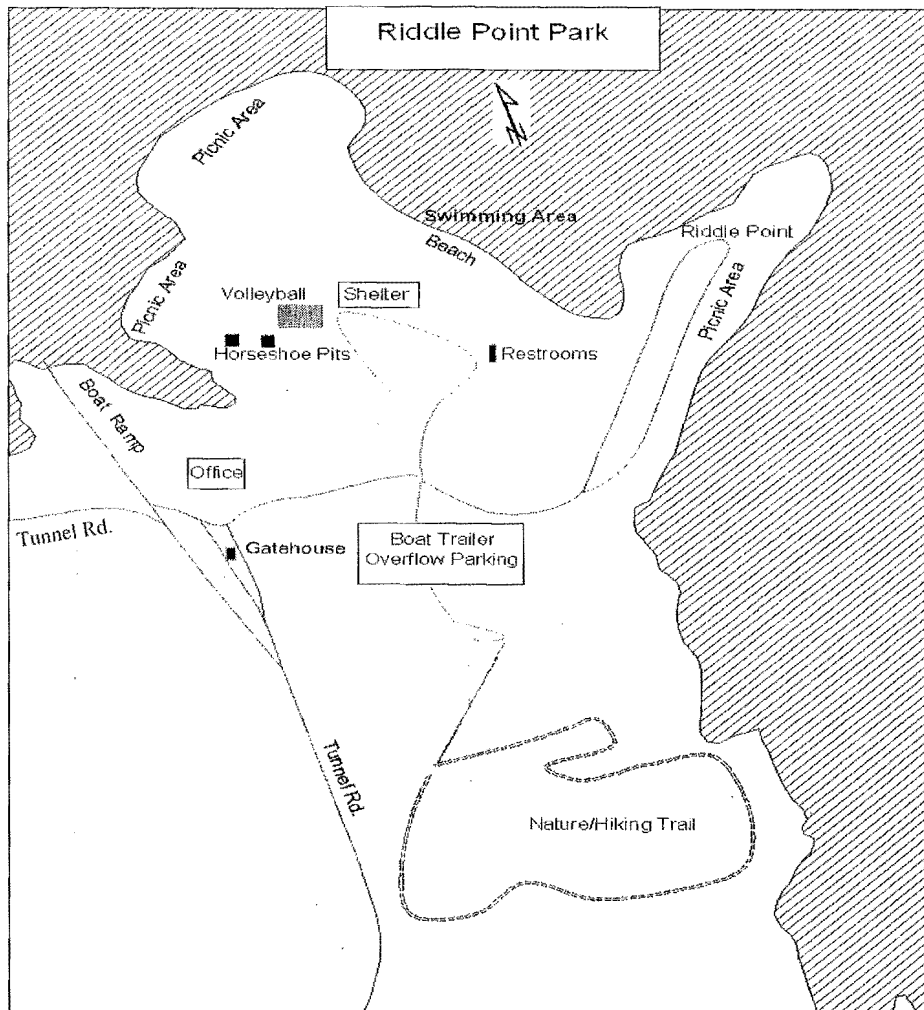 Riddle Point Park
Picnic Area
Swimming Area
Beach
Riddle Point
Picnic Area
Picnic Area
Volleyball
Shelter
Horseshoe Pits
Restrooms
Boat Ramp
Office
Tunnel Rd.
Gatehouse
Boat Trailer
Overflow Parking
Tunnel Rd.
Nature/Hiking Trail